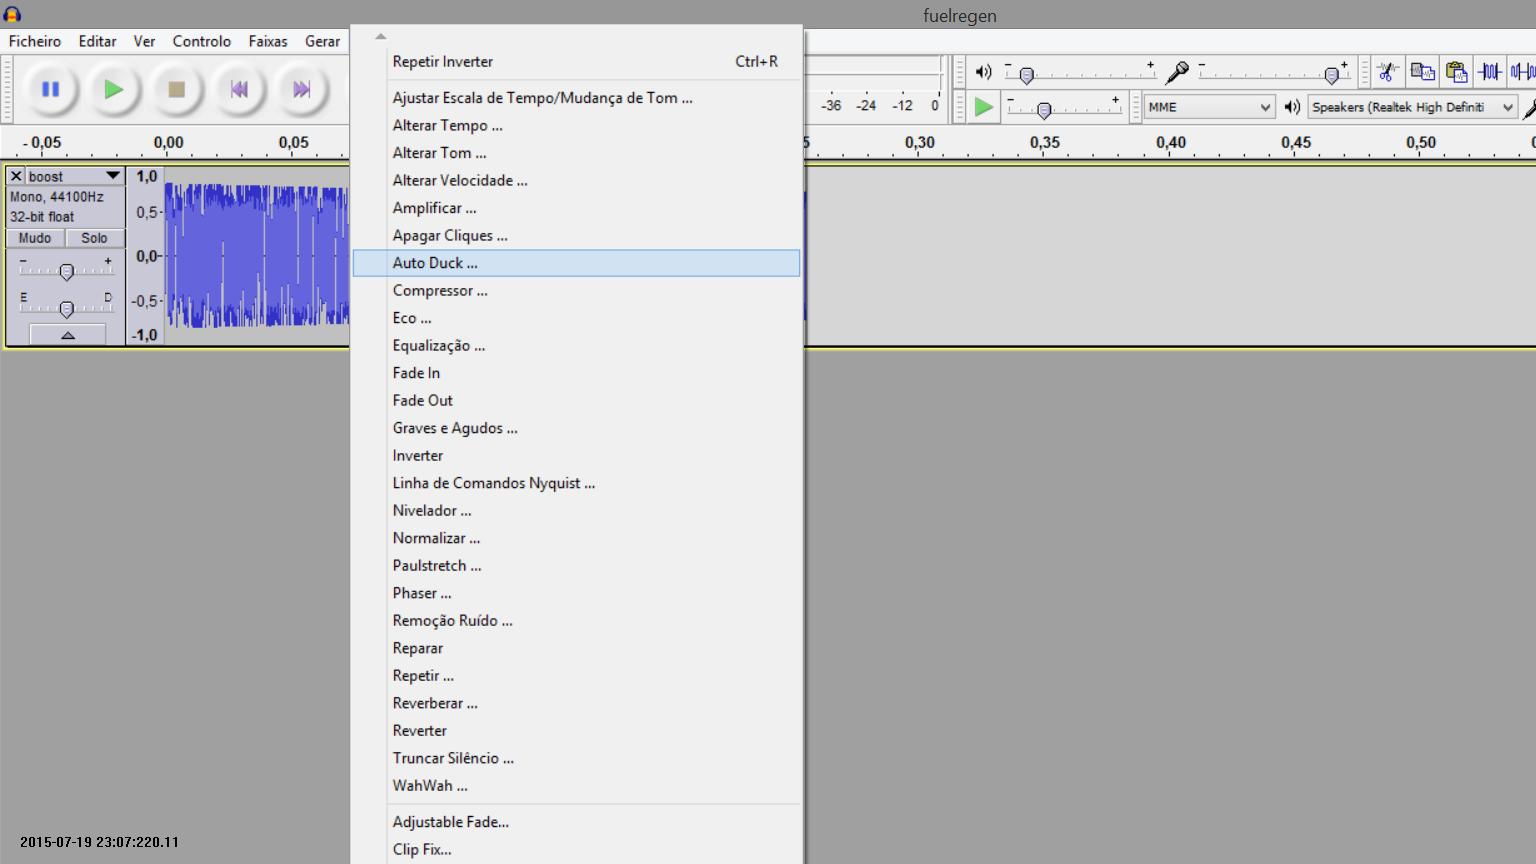 fuelregen
Ficheiro Editar Ver Controlo Faixas Gerar
Repetir Inverter Ctrl+R
Ajustar Escala de Tempo/Mudança de Tom ...
Alterar Tempo ...
Alterar Tom ...
Alterar Velocidade ...
Amplificar ...
Apagar Cliques ...
Auto Duck ...
Compressor ...
Eco ...
Equalização ...
Fade In
Fade Out
Graves e Agudos ...
Inverter
Linha de Comandos Nyquist ...
Nivelador ...
Normalizar ...
Paulstretch ...
Phaser ...
Remoção Ruído ...
Reparar
Repetir ...
Reverberar ...
Reverter
Truncar Silêncio ...
WahWah ...
Adjustable Fade...
Clip Fix...
-36 -24 -12 0
MME
Speakers (Realtek High Definiti
- 0,05 0,00 0,05
0,30 0,35 0,40 0,45 0,50
boost
Mono, 44100Hz
32-bit float
Mudo Solo
- +
E D
1,0
0,5-
0,0-
-0,5-
-1,0
2015-07-19 23:07:220.11